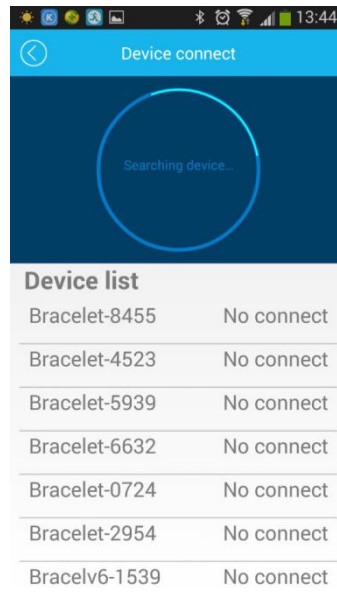 13:44
Device connect
Searching device...
Device list
Bracelet-8455 No connect
Bracelet-4523 No connect
Bracelet-5939 No connect
Bracelet-6632 No connect
Bracelet-0724 No connect
Bracelet-2954 No connect
Bracelv6-1539 No connect